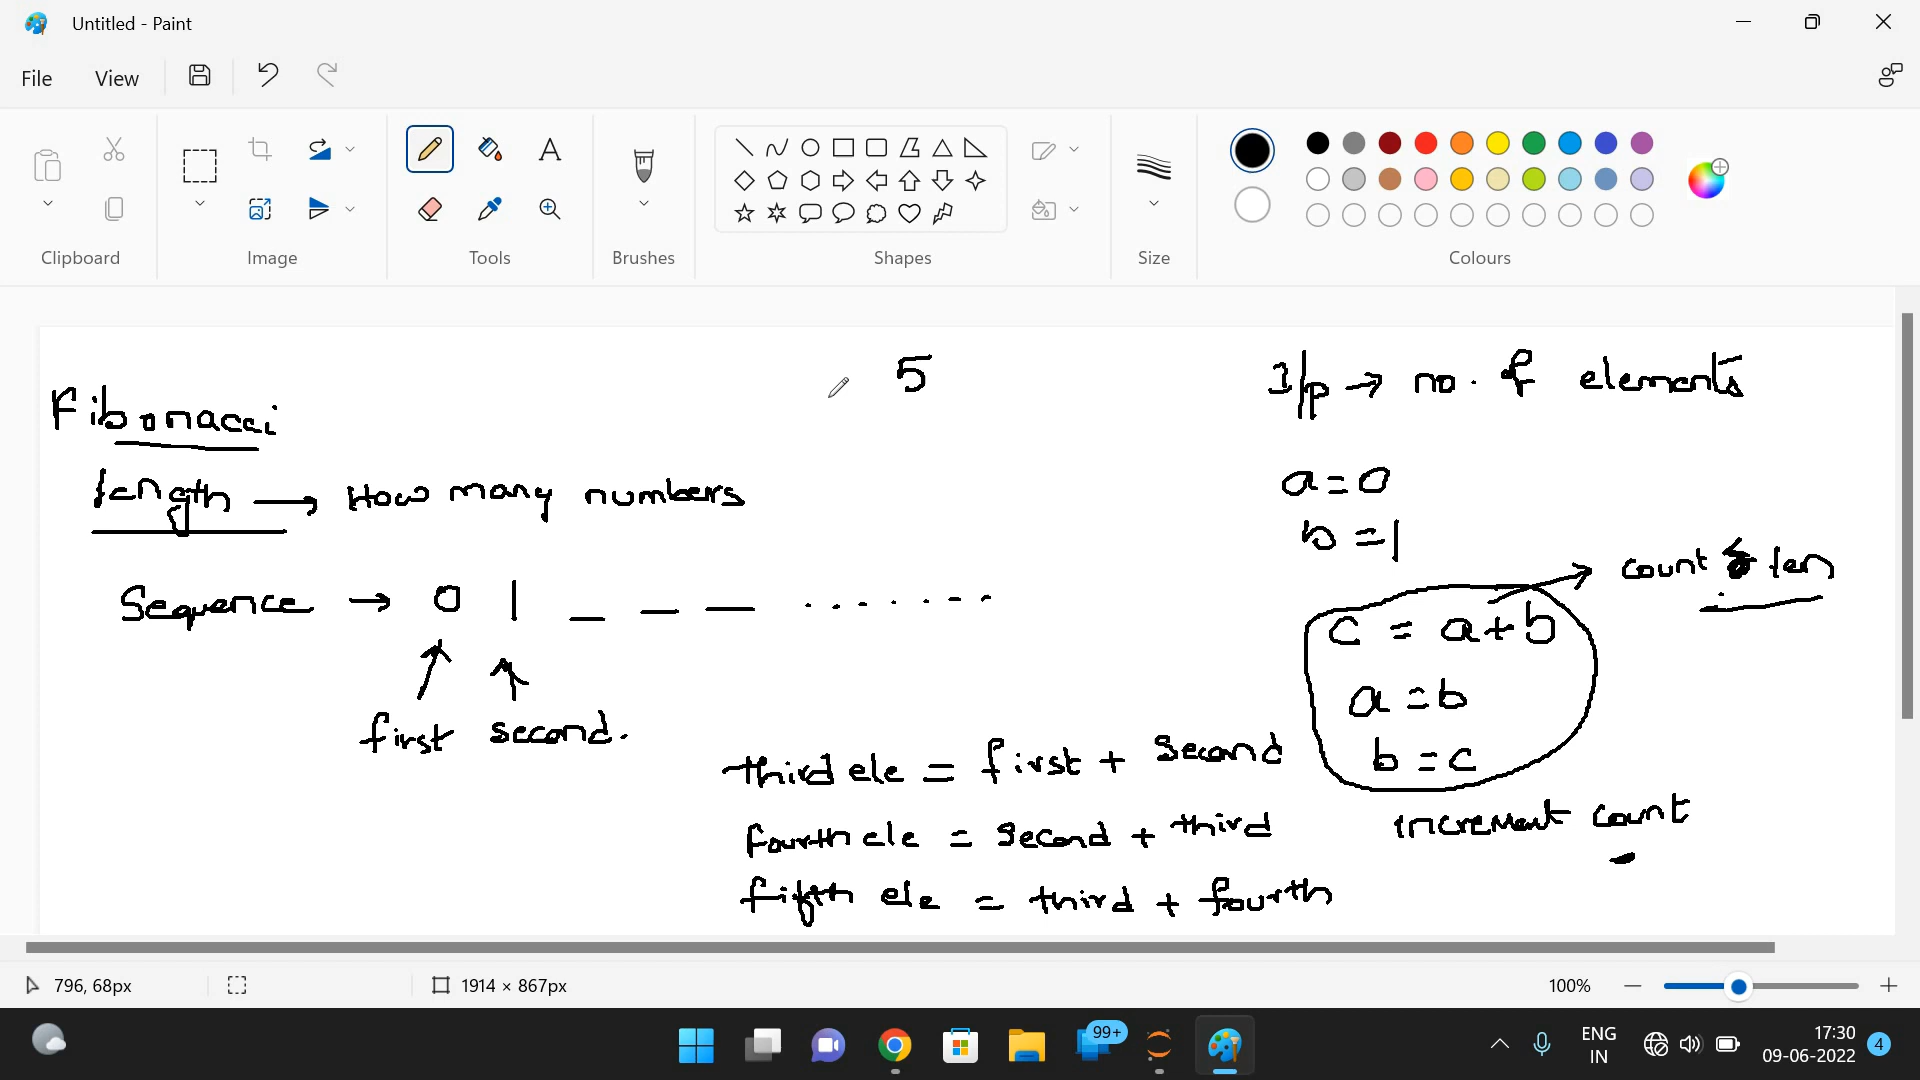 Untitled - Paint
File View
Clipboard Image Tools Brushes Shapes Size Colours
5
I/p → no. of elements
Fibonacci
length → How many numbers
a=0
b=1
count ≤ len
Sequence → 0 1 _ _ _ ........
c = a+b
a=b
b=c
first second.
third ele = first + second
fourth ele = second + third
increment count
fifth ele = third + fourth
796, 68px
1914 × 867px
100%
99+
ENG
IN
17:30
09-06-2022
4